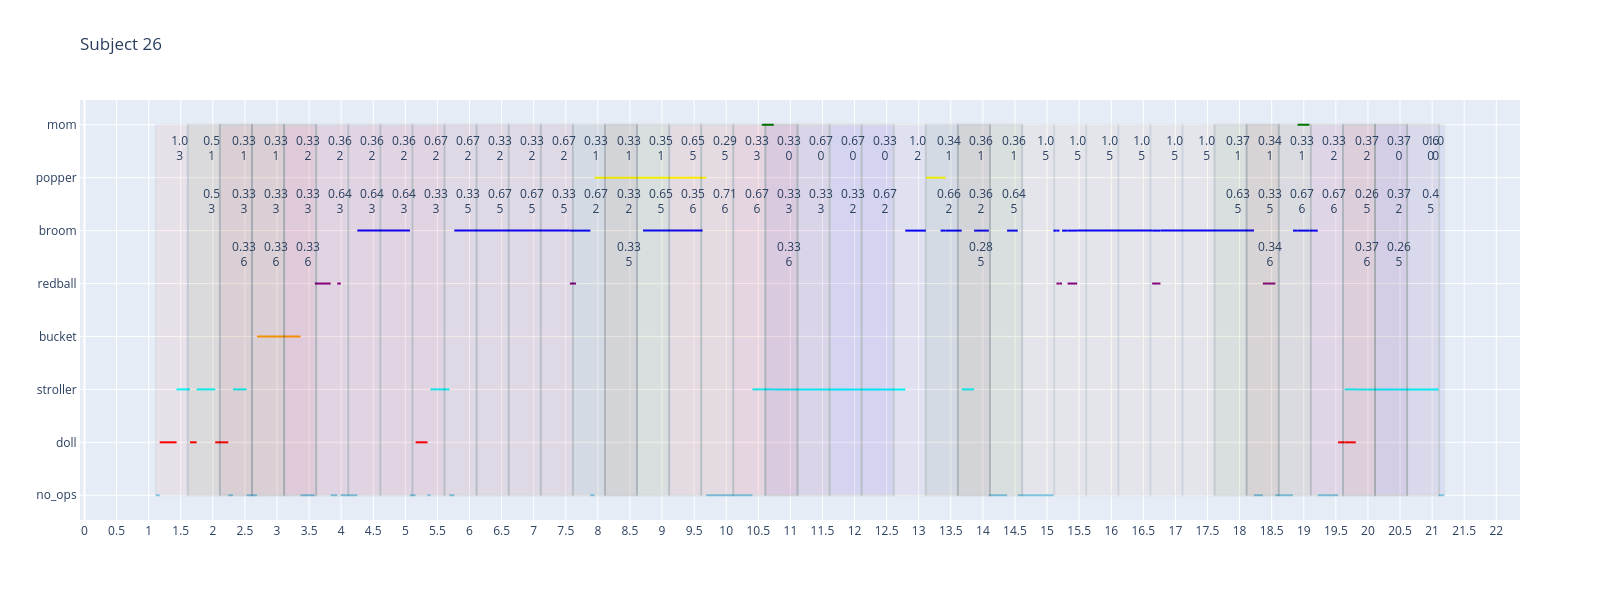 Subject 26
mom
1.0 0.5 0.33 0.33 0.33 0.36 0.36 0.36 0.67 0.67 0.33 0.33 0.67 0.33 0.33 0.35 0.65 0.29 0.33 0.33 0.67 0.67 0.33 1.0 0.34 0.36 0.36 1.0 1.0 1.0 1.0 1.0 1.0 0.37 0.34 0.33 0.33 0.37 0.37
3 1 1 1 2 2 2 2 2 2 2 2 2 1 1 1 5 5 3 0 0 0 0 2 1 1 1 5 5 5 5 5 5 1 1 1 2 2 0
popper
0.5 0.33 0.33 0.33 0.64 0.64 0.64 0.33 0.33 0.67 0.67 0.33 0.67 0.33 0.65 0.35 0.71 0.67 0.33 0.33 0.33 0.67 0.66 0.36 0.64 0.63 0.33 0.67 0.67 0.26 0.37 0.4
3 3 3 3 3 3 3 3 5 5 5 5 2 2 5 6 6 6 3 3 2 2 2 2 5 5 5 6 6 5 2 5
broom
0.33 0.33 0.33 0.33 0.33 0.28 0.34 0.37 0.26
6 6 6 5 6 5 6 6 5
redball
bucket
stroller
doll
no_ops
0 0.5 1 1.5 2 2.5 3 3.5 4 4.5 5 5.5 6 6.5 7 7.5 8 8.5 9 9.5 10 10.5 11 11.5 12 12.5 13 13.5 14 14.5 15 15.5 16 16.5 17 17.5 18 18.5 19 19.5 20 20.5 21 21.5 22